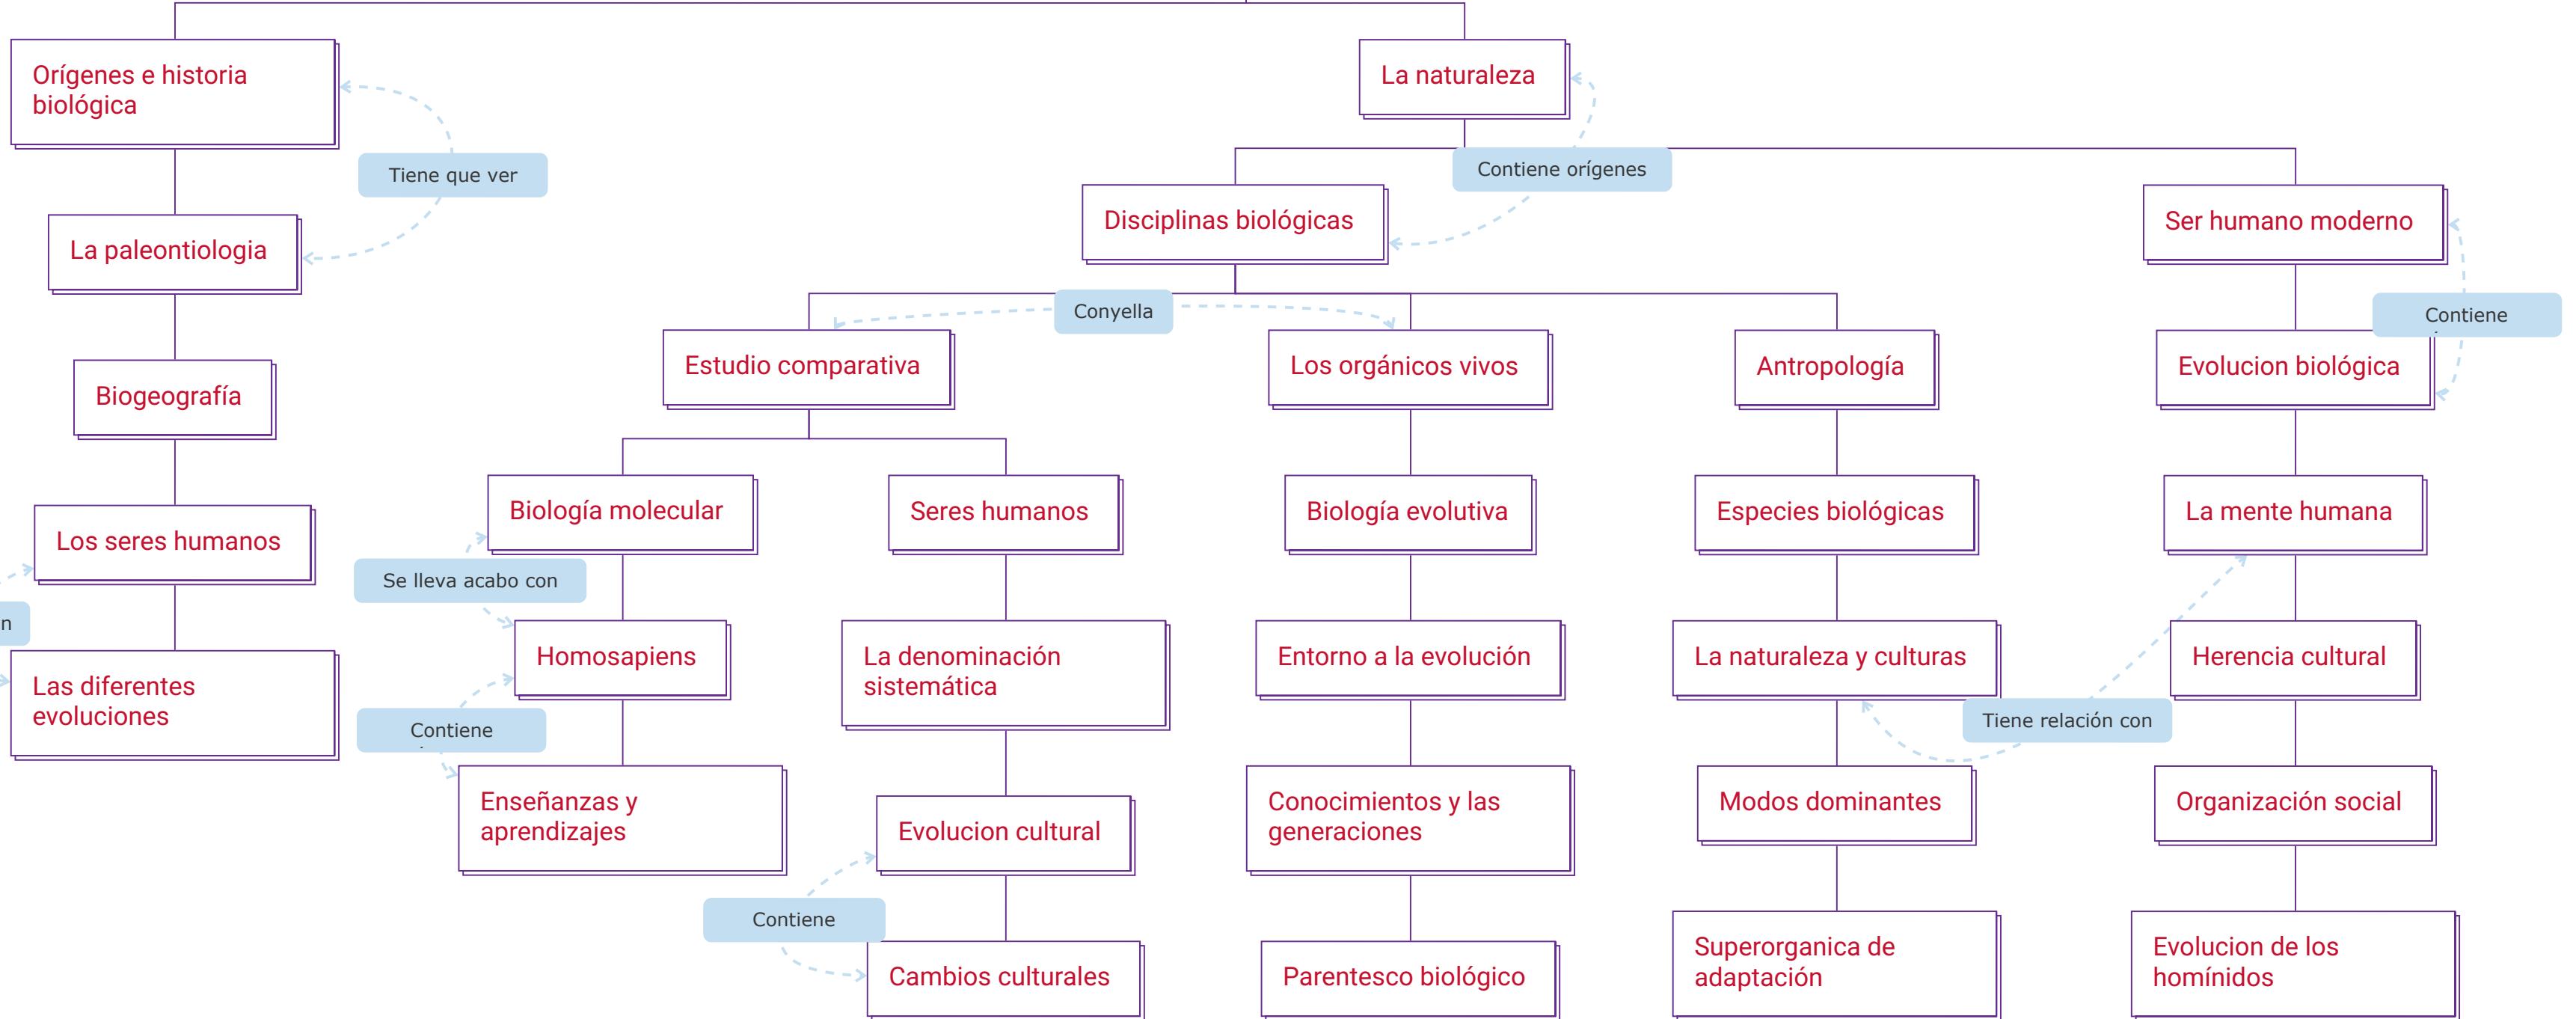 Orígenes e historia
biológica
La naturaleza
Tiene que ver
Contiene orígenes
Disciplinas biológicas
Ser humano moderno
La paleontiologia
Conyella
Contiene
Estudio comparativa
Los orgánicos vivos
Antropología
Evolucion biológica
Biogeografía
Biología molecular
Seres humanos
Biología evolutiva
Especies biológicas
La mente humana
Los seres humanos
Se lleva acabo con
n
Homosapiens
La denominación
sistemática
Entorno a la evolución
La naturaleza y culturas
Herencia cultural
Las diferentes
evoluciones
Contiene
Tiene relación con
Enseñanzas y
aprendizajes
Evolucion cultural
Conocimientos y las
generaciones
Modos dominantes
Organización social
Contiene
Cambios culturales
Parentesco biológico
Superorganica de
adaptación
Evolucion de los
homínidos